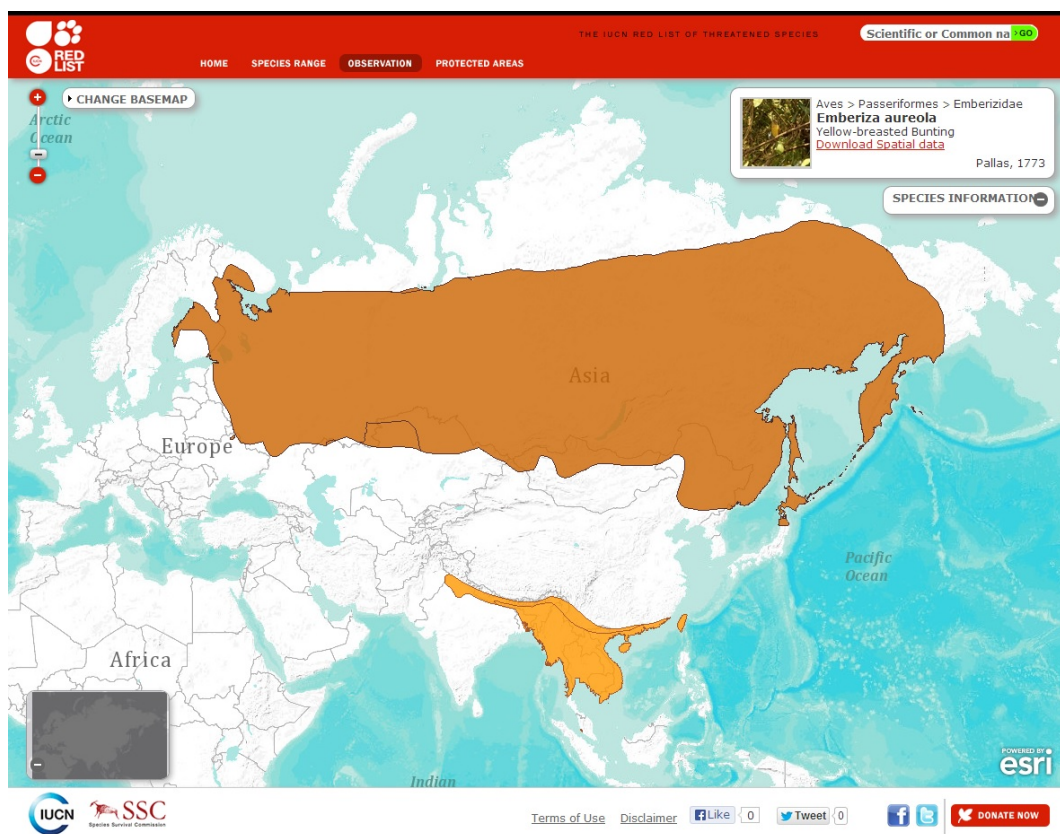 RED
LIST
THE IUCN RED LIST OF THREATENED SPECIES
Scientific or Common na >GO
HOME SPECIES RANGE OBSERVATION PROTECTED AREAS
CHANGE BASEMAP
Arctic
Ocean
Aves > Passeriformes > Emberizidae
Emberiza aureola
Yellow-breasted Bunting
Download Spatial data
Pallas, 1773
SPECIES INFORMATION
Asia
Europe
Pacific
Ocean
Africa
Indian
POWERED BY
esri
IUCN
SSC
Species Survival Commission
Terms of Use Disclaimer Like 0 Tweet 0
DONATE NOW